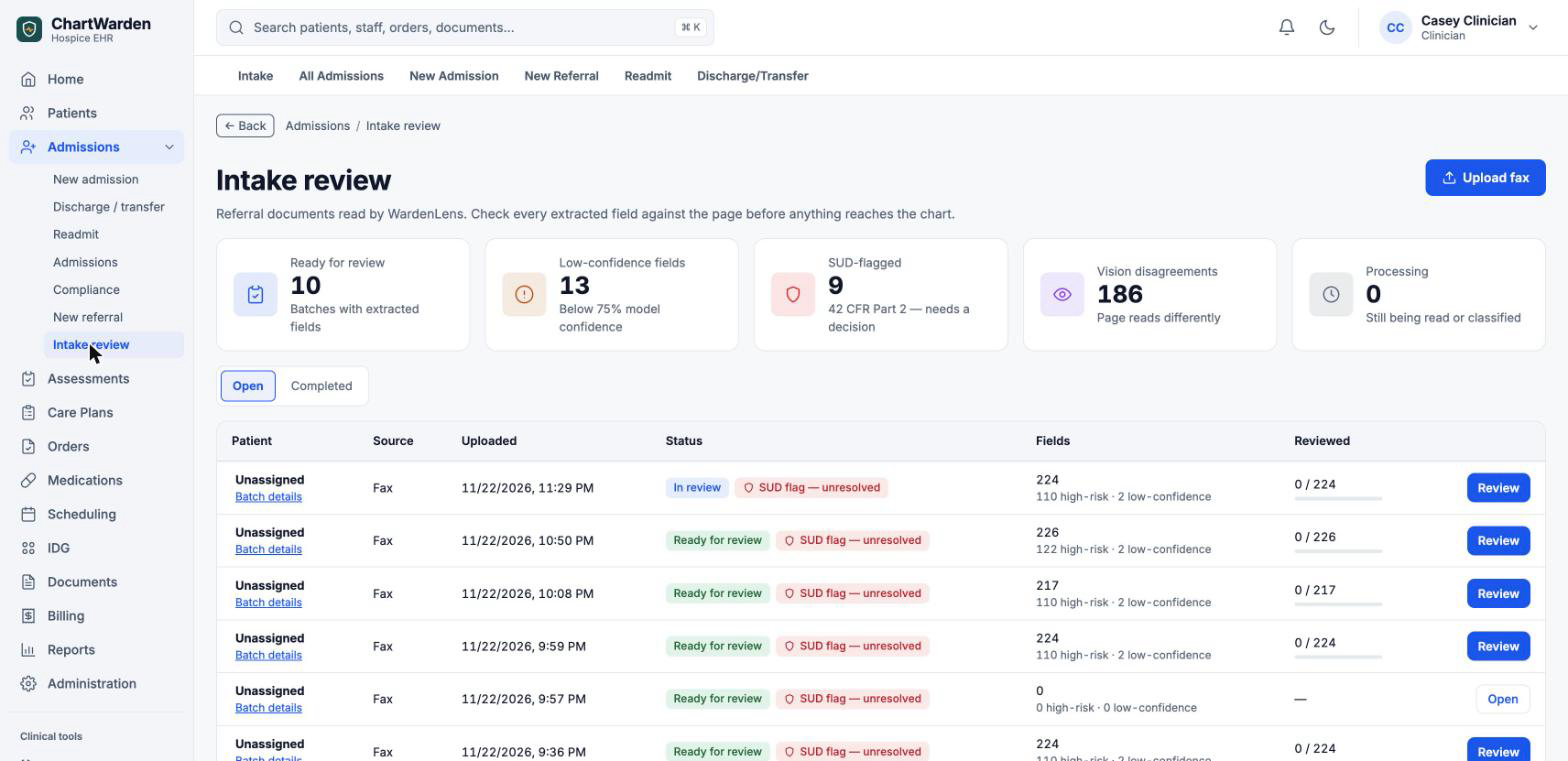 ChartWarden
Hospice EHR
Search patients, staff, orders, documents...
⌘ K
CC
Casey Clinician
Clinician
Home
Patients
Admissions
New admission
Discharge / transfer
Readmit
Admissions
Compliance
New referral
Intake review
Assessments
Care Plans
Orders
Medications
Scheduling
IDG
Documents
Billing
Reports
Administration
Clinical tools
Intake
All Admissions
New Admission
New Referral
Readmit
Discharge/Transfer
← Back
Admissions / Intake review
Intake review
Upload fax
Referral documents read by WardenLens. Check every extracted field against the page before anything reaches the chart.
Ready for review
10
Batches with extracted
fields
Low-confidence fields
13
Below 75% model
confidence
SUD-flagged
9
42 CFR Part 2 — needs a
decision
Vision disagreements
186
Page reads differently
Processing
0
Still being read or classified
Open
Completed
Patient Source Uploaded Status Fields Reviewed
Unassigned
Batch details
Fax
11/22/2026, 11:29 PM
In review
SUD flag — unresolved
224
110 high-risk · 2 low-confidence
0 / 224
Review
Unassigned
Batch details
Fax
11/22/2026, 10:50 PM
Ready for review
SUD flag — unresolved
226
122 high-risk · 2 low-confidence
0 / 226
Review
Unassigned
Batch details
Fax
11/22/2026, 10:08 PM
Ready for review
SUD flag — unresolved
217
110 high-risk · 2 low-confidence
0 / 217
Review
Unassigned
Batch details
Fax
11/22/2026, 9:59 PM
Ready for review
SUD flag — unresolved
224
110 high-risk · 2 low-confidence
0 / 224
Review
Unassigned
Batch details
Fax
11/22/2026, 9:57 PM
Ready for review
SUD flag — unresolved
0
0 high-risk · 0 low-confidence
—
Open
Unassigned
Batch details
Fax
11/22/2026, 9:36 PM
Ready for review
SUD flag — unresolved
224
110 high-risk · 2 low-confidence
0 / 224
Review